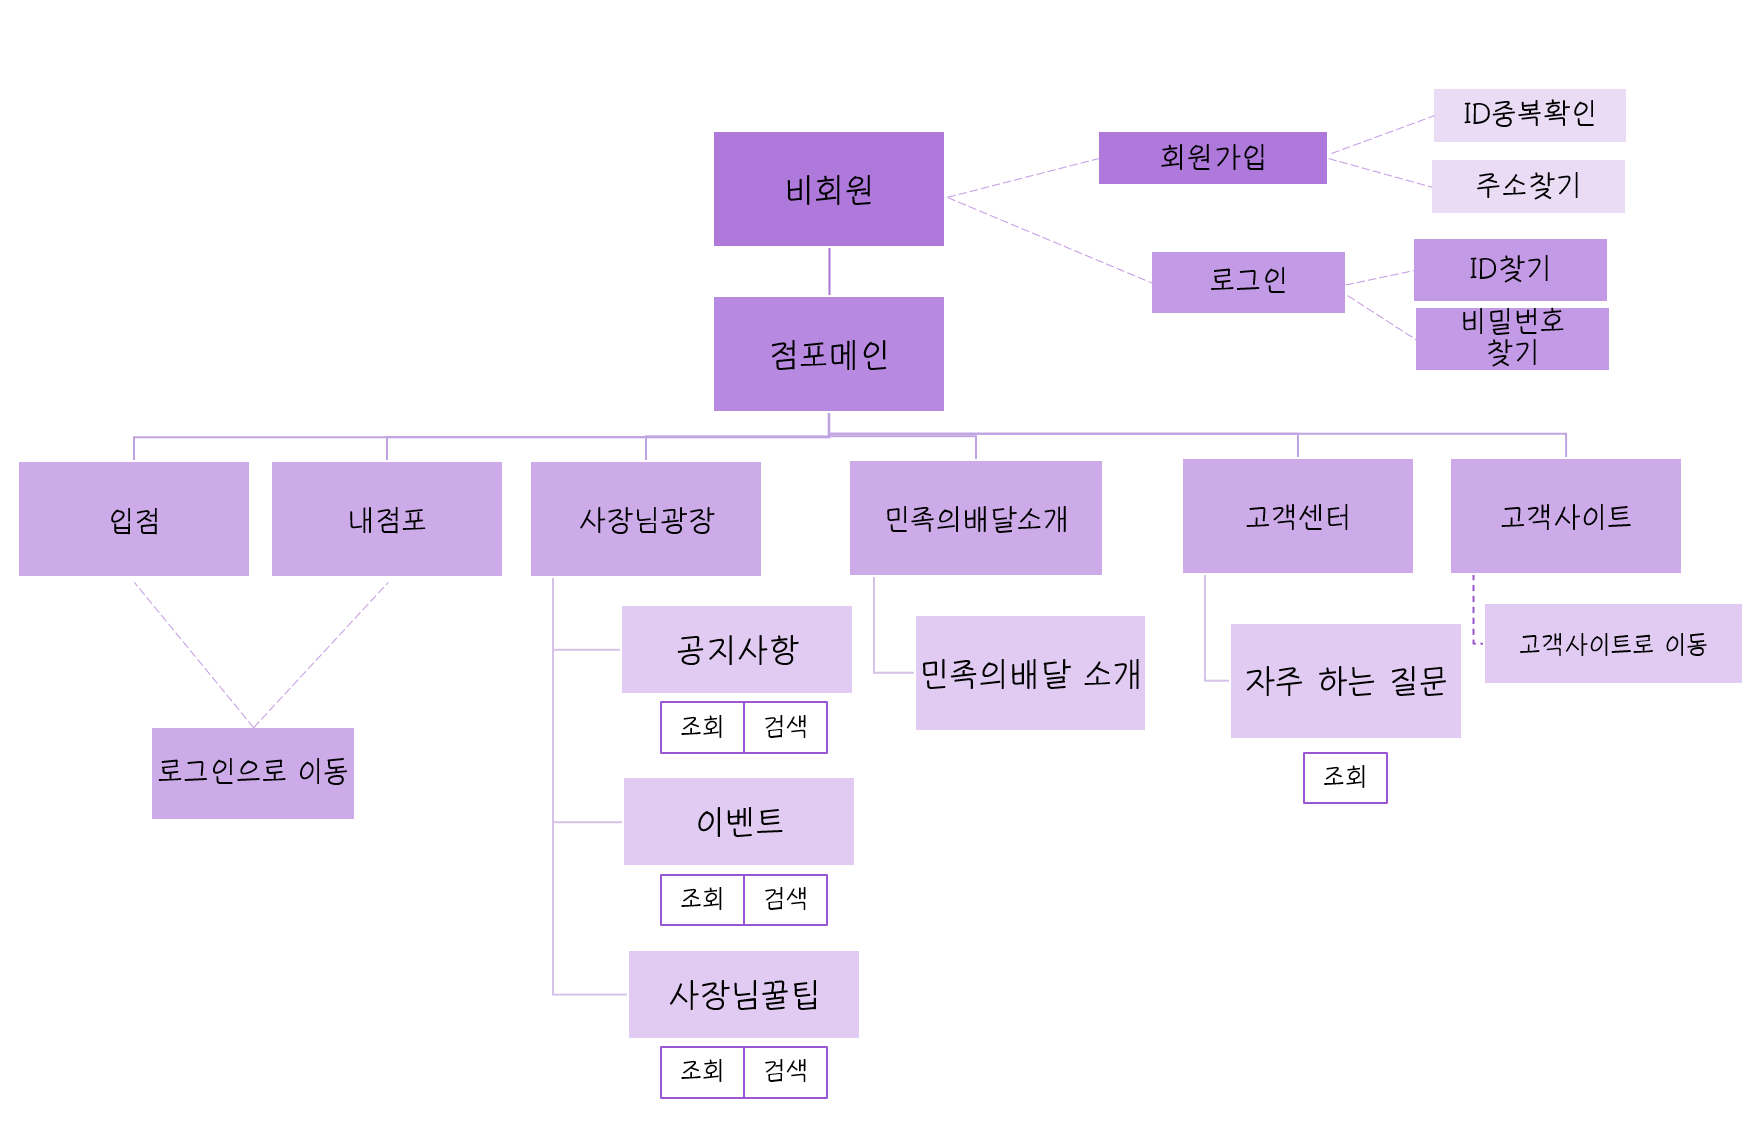 ID중복확인
회원가입
비회원
주소찾기
로그인
ID찾기
비밀번호
찾기
점포메인
입점
내점포
사장님광장
민족의배달소개
고객센터
고객사이트
공지사항
조회
검색
민족의배달 소개
자주 하는 질문
조회
고객사이트로 이동
로그인으로 이동
이벤트
조회
검색
사장님꿀팁
조회
검색